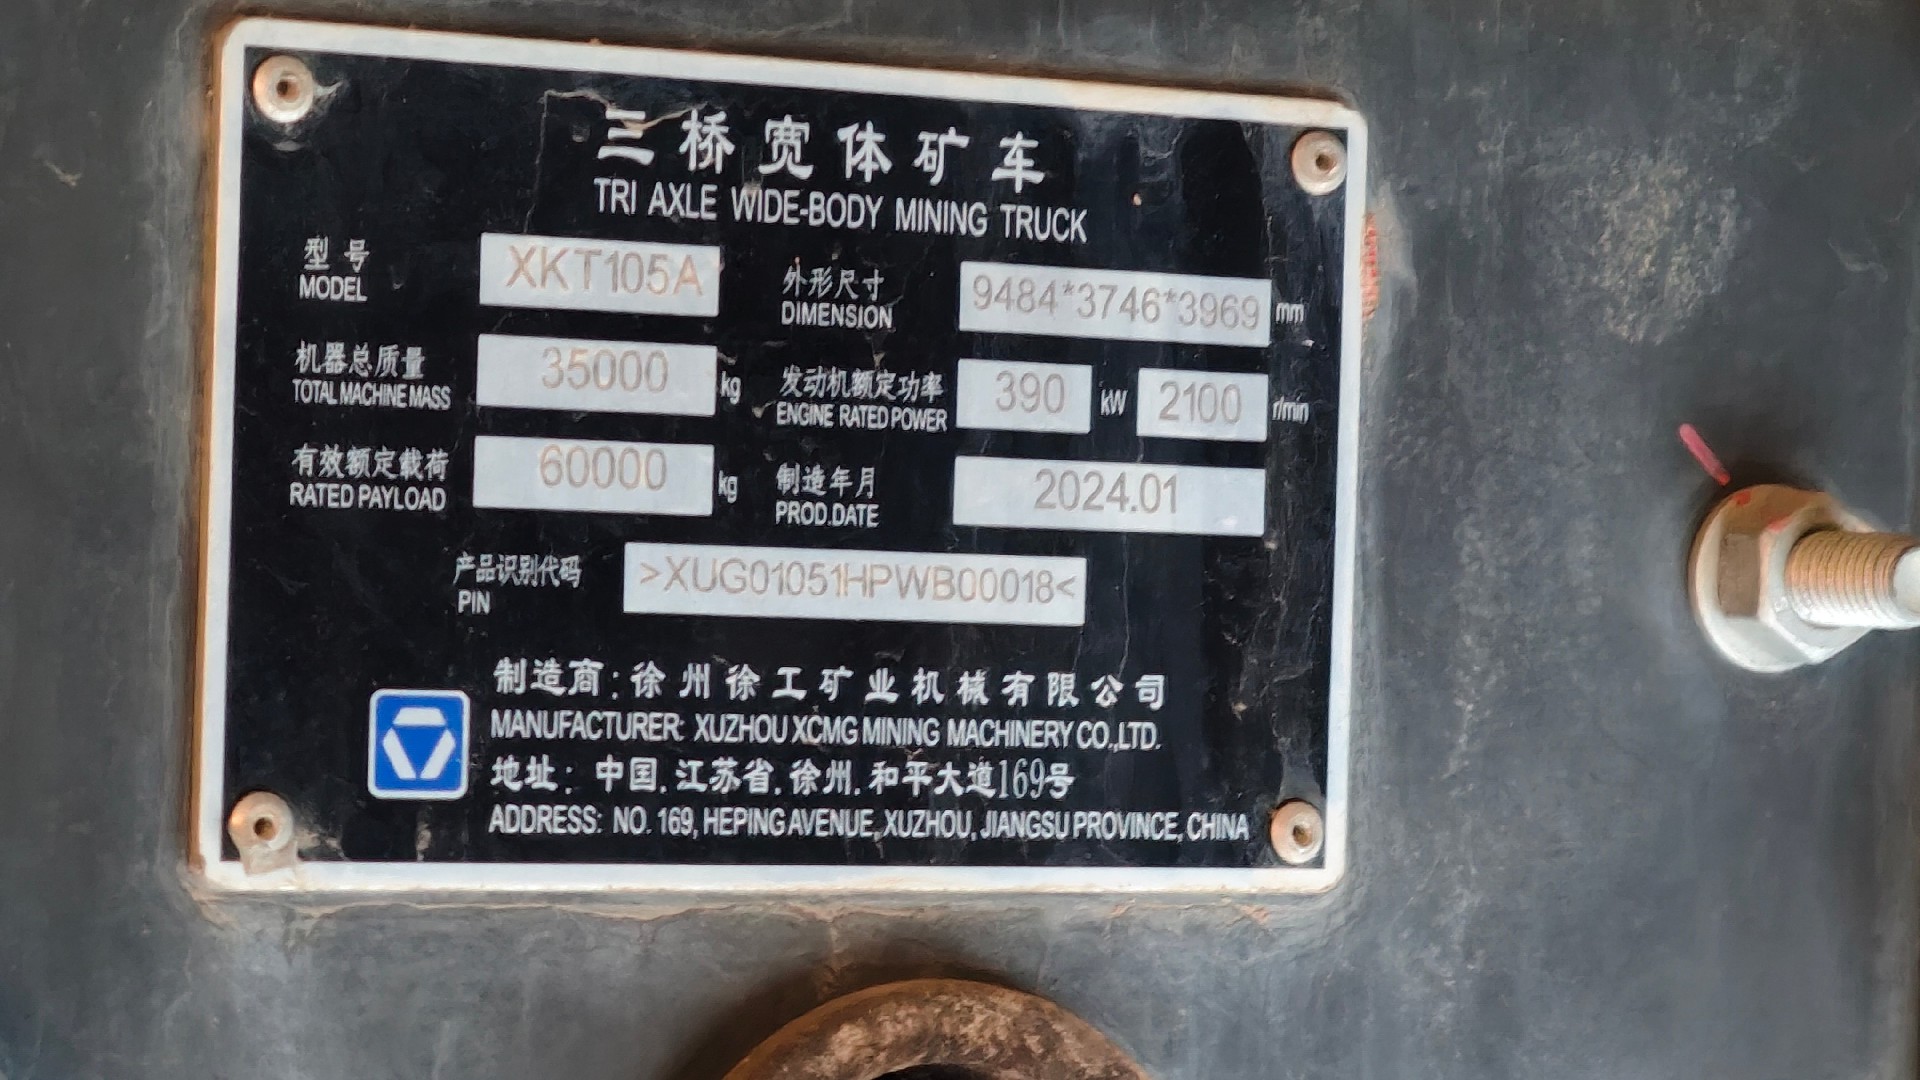 三桥宽体矿车
TRI AXLE WIDE-BODY MINING TRUCK
型号 XKT105A 外形尺寸 9484*3746*3969 mm
MODEL DIMENSION
机器总质量 35000 kg 发动机额定功率 390 kW 2100 r/min
TOTAL MACHINE MASS ENGINE RATED POWER
有效额定载荷 60000 kg 制造年月 2024.01
RATED PAYLOAD PROD.DATE
产品识别代码 >XUG01051HPWB00018<
PIN
制造商:徐州徐工矿业机械有限公司
MANUFACTURER: XUZHOU XCMG MINING MACHINERY CO.,LTD.
地址: 中国.江苏省.徐州.和平大道169号
ADDRESS: NO. 169, HEPING AVENUE, XUZHOU, JIANGSU PROVINCE, CHINA